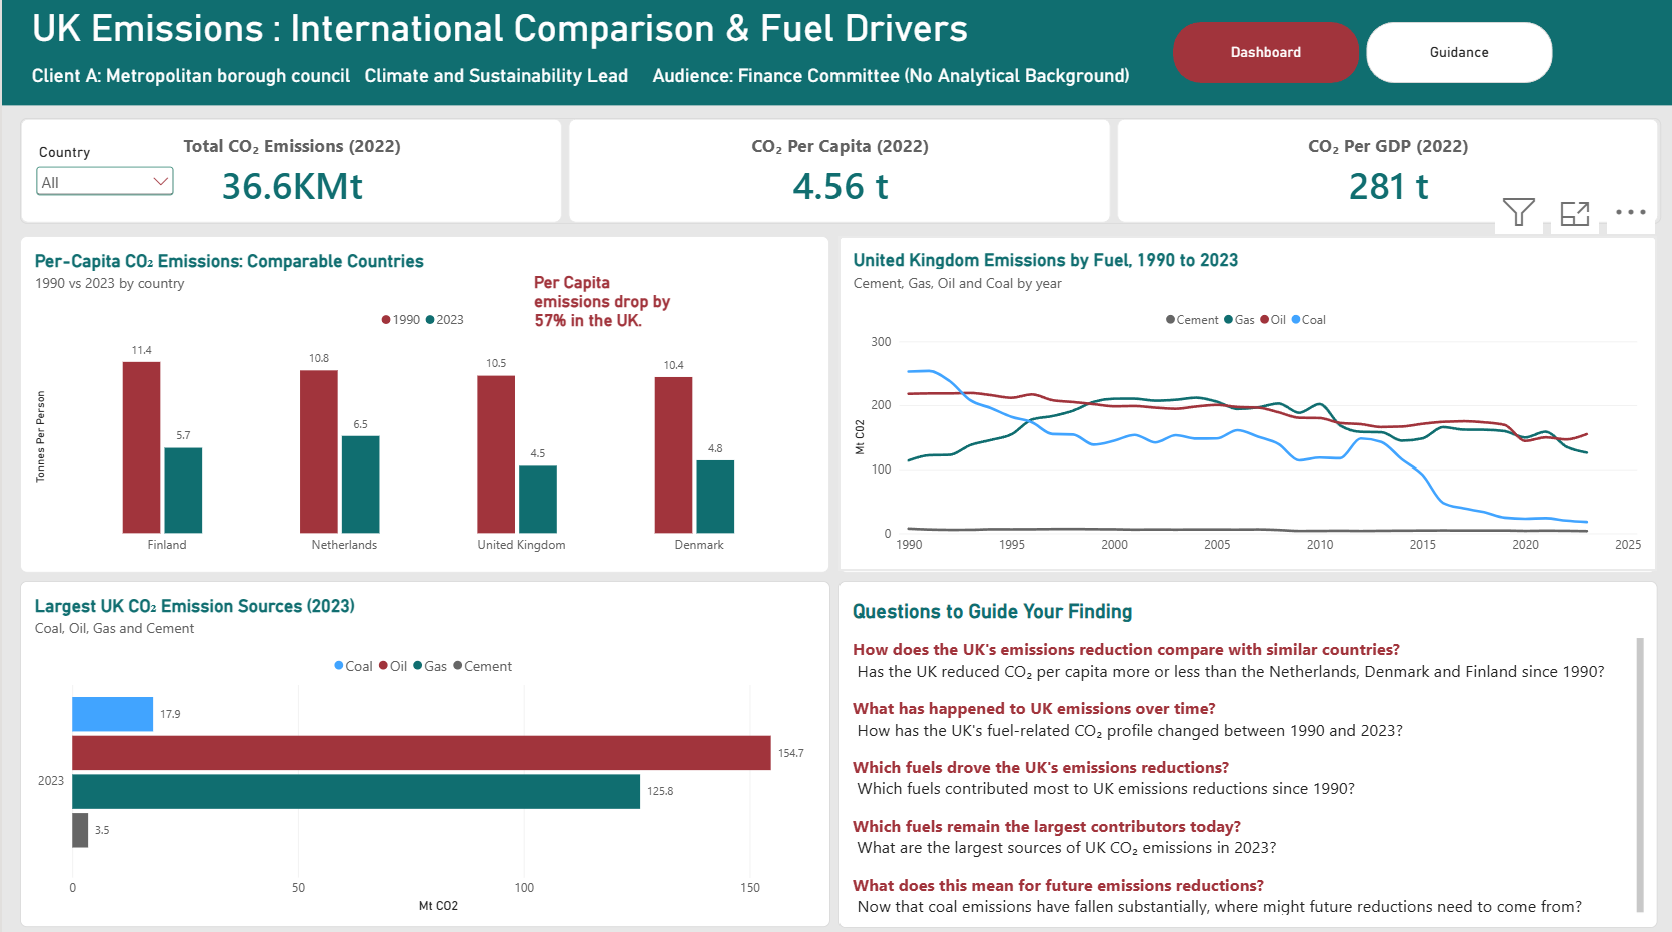 UK Emissions : International Comparison & Fuel Drivers
Client A: Metropolitan borough council Climate and Sustainability Lead Audience: Finance Committee (No Analytical Background)
Dashboard
Guidance
Country
All
Total CO₂ Emissions (2022)
36.6KMt
CO₂ Per Capita (2022)
4.56 t
CO₂ Per GDP (2022)
281 t
Per-Capita CO₂ Emissions: Comparable Countries
1990 vs 2023 by country
Per Capita
emissions drop by
57% in the UK.
1990 2023
Tonnes Per Person
11.4
5.7
10.8
6.5
10.5
4.5
10.4
4.8
Finland
Netherlands
United Kingdom
Denmark
United Kingdom Emissions by Fuel, 1990 to 2023
Cement, Gas, Oil and Coal by year
Cement Gas Oil Coal
Mt CO2
300
200
100
0
1990 1995 2000 2005 2010 2015 2020 2025
Largest UK CO₂ Emission Sources (2023)
Coal, Oil, Gas and Cement
Coal Oil Gas Cement
2023
17.9
154.7
125.8
3.5
0 50 100 150
Mt CO2
Questions to Guide Your Finding
How does the UK's emissions reduction compare with similar countries?
Has the UK reduced CO₂ per capita more or less than the Netherlands, Denmark and Finland since 1990?
What has happened to UK emissions over time?
How has the UK's fuel-related CO₂ profile changed between 1990 and 2023?
Which fuels drove the UK's emissions reductions?
Which fuels contributed most to UK emissions reductions since 1990?
Which fuels remain the largest contributors today?
What are the largest sources of UK CO₂ emissions in 2023?
What does this mean for future emissions reductions?
Now that coal emissions have fallen substantially, where might future reductions need to come from?